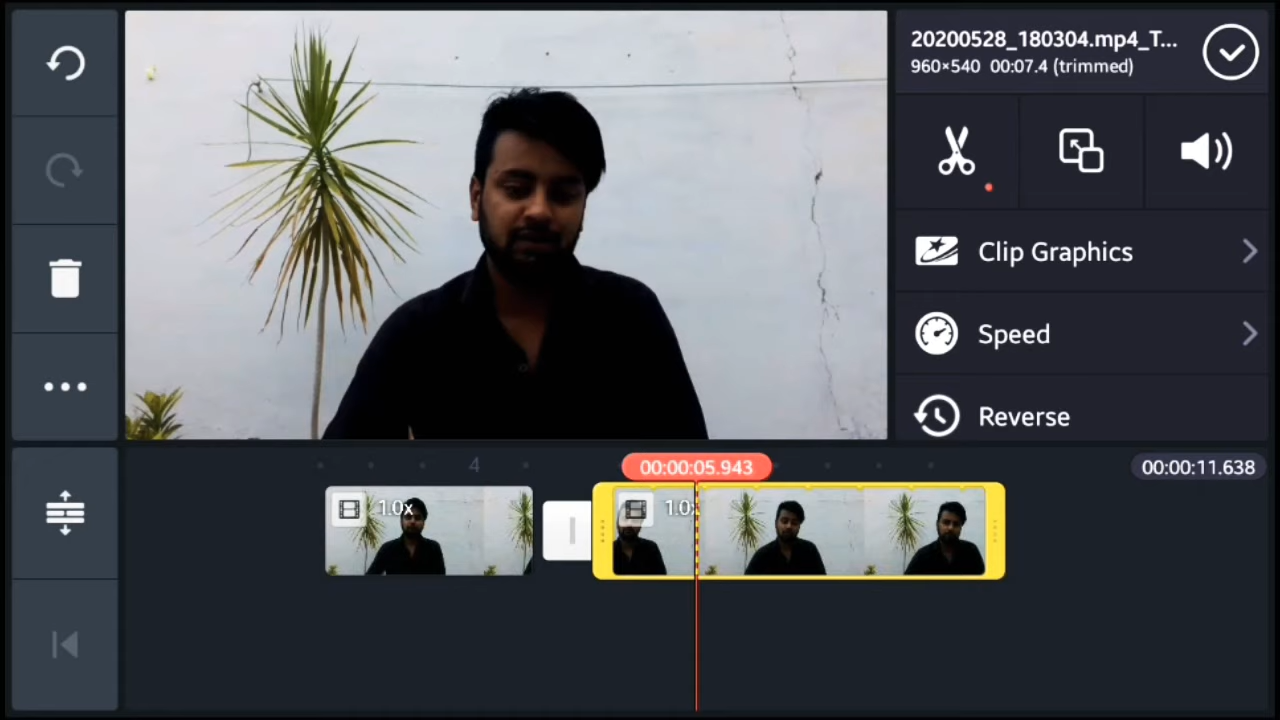 20200528_180304.mp4_T...
960×540 00:07.4 (trimmed)
Clip Graphics
Speed
Reverse
4
00:00:05.943
00:00:11.638
1.0x
1.0